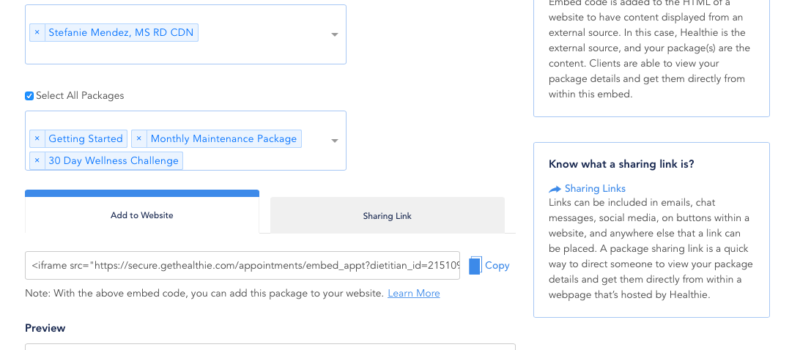 × Stefanie Mendez, MS RD CDN
Select All Packages
× Getting Started × Monthly Maintenance Package
× 30 Day Wellness Challenge
Add to Website
Sharing Link
<iframe src="https://secure.gethealthie.com/appointments/embed_appt?dietitian_id=215109
Copy
Note: With the above embed code, you can add this package to your website. Learn More
Preview
Embed code is added to the HTML of a
website to have content displayed from an
external source. In this case, Healthie is the
external source, and your package(s) are the
content. Clients are able to view your
package details and get them directly from
within this embed.
Know what a sharing link is?
Sharing Links
Links can be included in emails, chat
messages, social media, on buttons within a
website, and anywhere else that a link can
be placed. A package sharing link is a quick
way to direct someone to view your package
details and get them directly from within a
webpage that's hosted by Healthie.